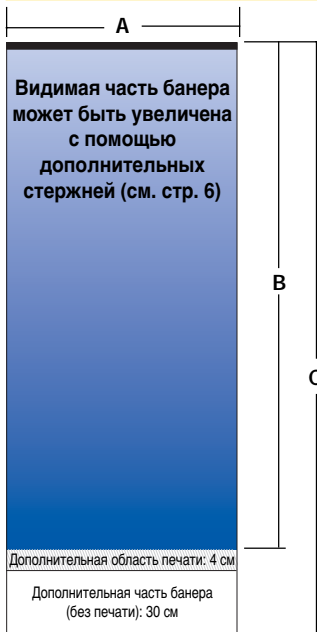 A
Видимая часть банера
может быть увеличена
с помощью
дополнительных
стержней (см. стр. 6)
B
C
Дополнительная область печати: 4 см
Дополнительная часть банера
(без печати): 30 см